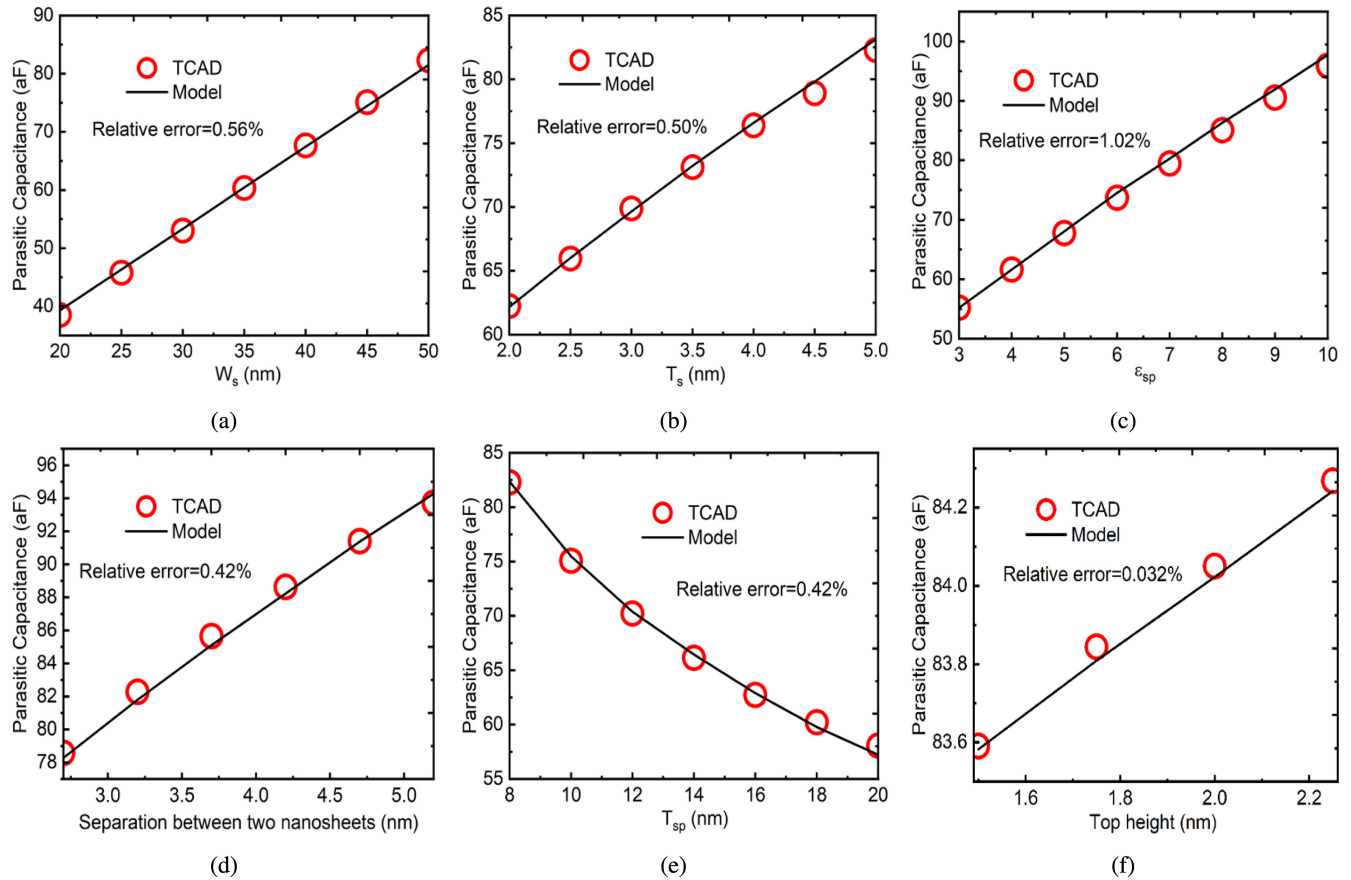 90
80
70
60
50
40
Parasitic Capacitance (aF)
TCAD
Model
Relative error=0.56%
20 25 30 35 40 45 50
W_s (nm)
(a)
85
80
75
70
65
60
Parasitic Capacitance (aF)
TCAD
Model
Relative error=0.50%
2.0 2.5 3.0 3.5 4.0 4.5 5.0
T_s (nm)
(b)
100
90
80
70
60
50
Parasitic Capacitance (aF)
TCAD
Model
Relative error=1.02%
3 4 5 6 7 8 9 10
ε_sp
(c)
96
94
92
90
88
86
84
82
80
78
Parasitic Capacitance (aF)
TCAD
Model
Relative error=0.42%
3.0 3.5 4.0 4.5 5.0
Separation between two nanosheets (nm)
(d)
85
80
75
70
65
60
55
Parasitic Capacitance (aF)
TCAD
Model
Relative error=0.42%
8 10 12 14 16 18 20
T_sp (nm)
(e)
84.2
84.0
83.8
83.6
Parasitic Capacitance (aF)
TCAD
Model
Relative error=0.032%
1.6 1.8 2.0 2.2
Top height (nm)
(f)